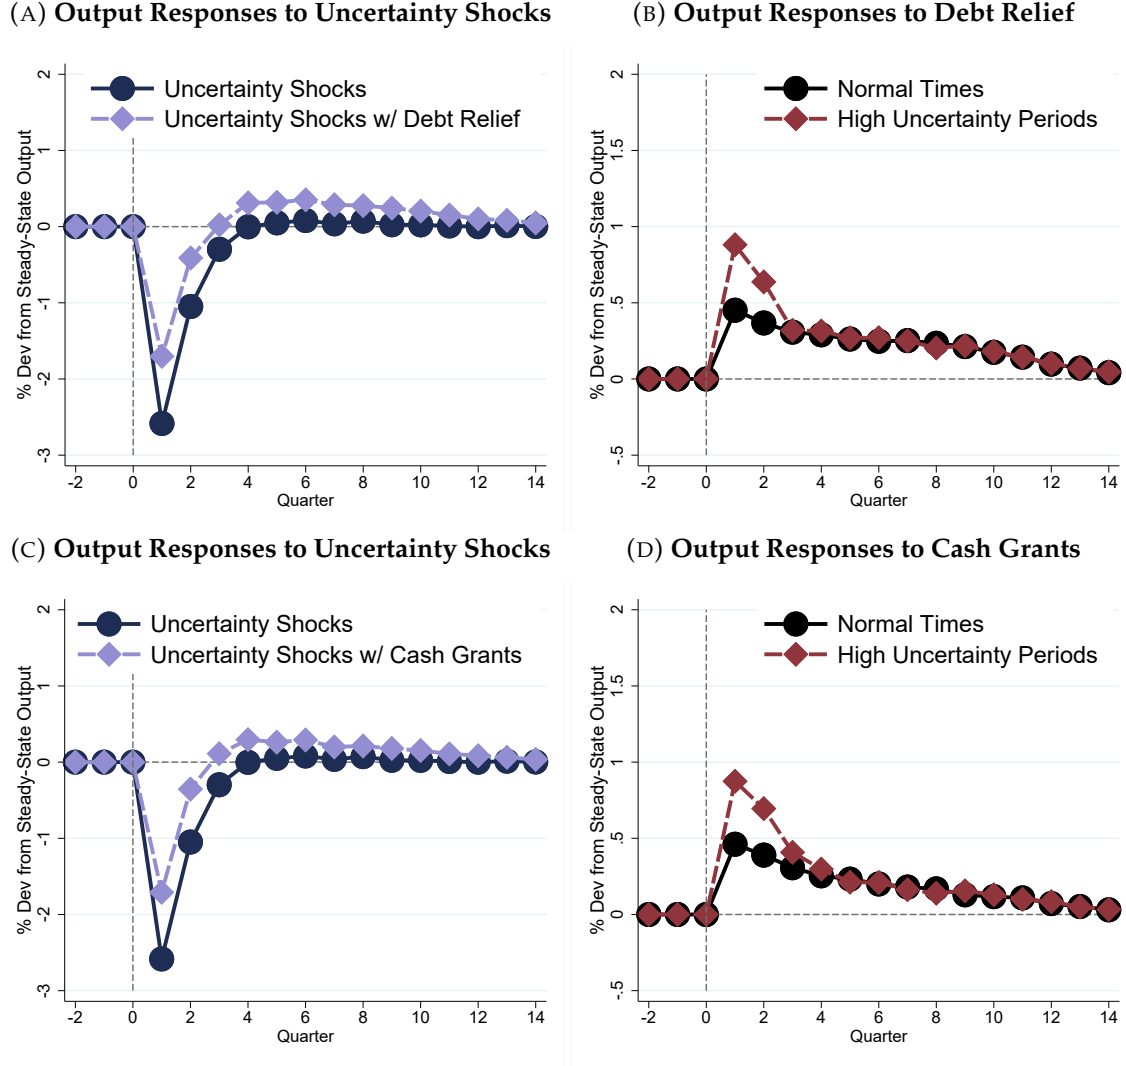 (A) Output Responses to Uncertainty Shocks
Uncertainty Shocks
Uncertainty Shocks w/ Debt Relief
% Dev from Steady-State Output
2
1
0
-1
-2
-3
-2 0 2 4 6 8 10 12 14
Quarter
(B) Output Responses to Debt Relief
Normal Times
High Uncertainty Periods
% Dev from Steady-State Output
2
1.5
1
.5
0
-.5
-2 0 2 4 6 8 10 12 14
Quarter
(C) Output Responses to Uncertainty Shocks
Uncertainty Shocks
Uncertainty Shocks w/ Cash Grants
% Dev from Steady-State Output
2
1
0
-1
-2
-3
-2 0 2 4 6 8 10 12 14
Quarter
(D) Output Responses to Cash Grants
Normal Times
High Uncertainty Periods
% Dev from Steady-State Output
2
1.5
1
.5
0
-.5
-2 0 2 4 6 8 10 12 14
Quarter